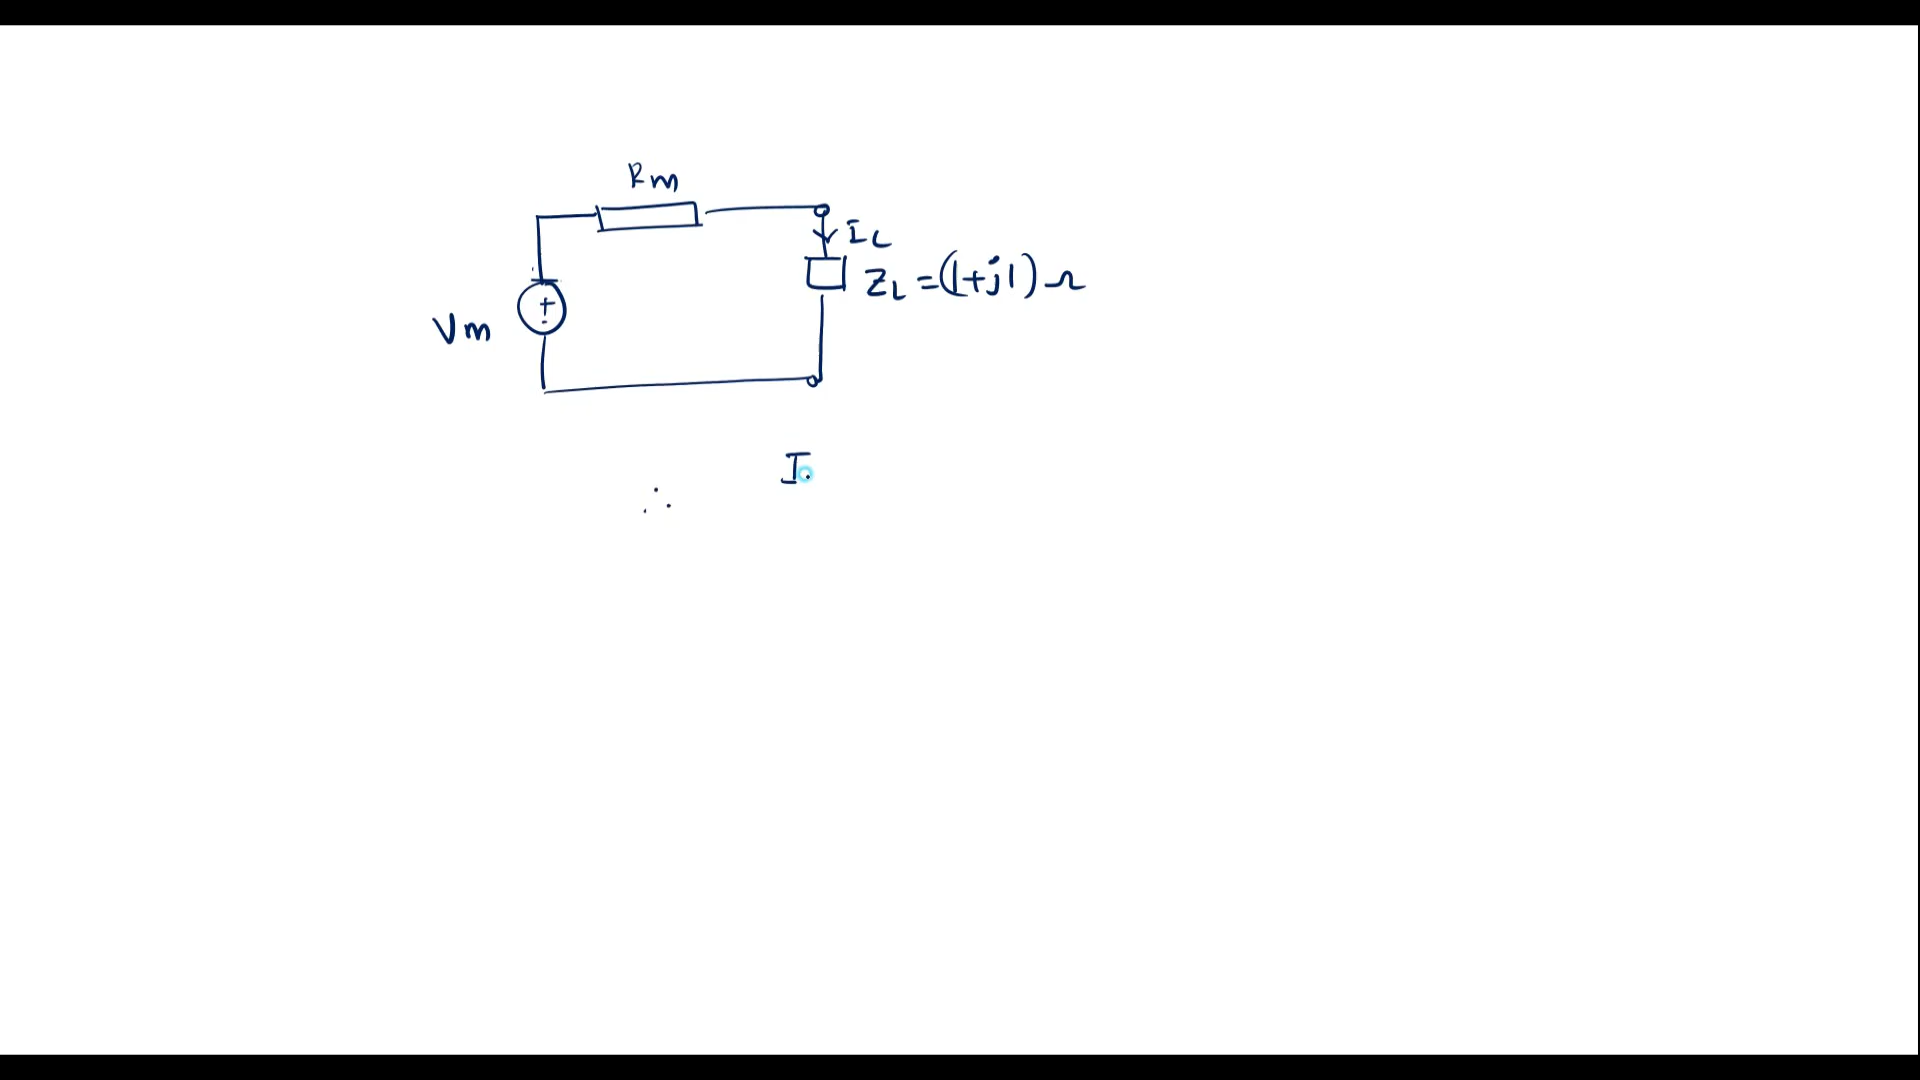 Rm
IL
ZL = (1+j1) Ω
+
Vm
∴ I